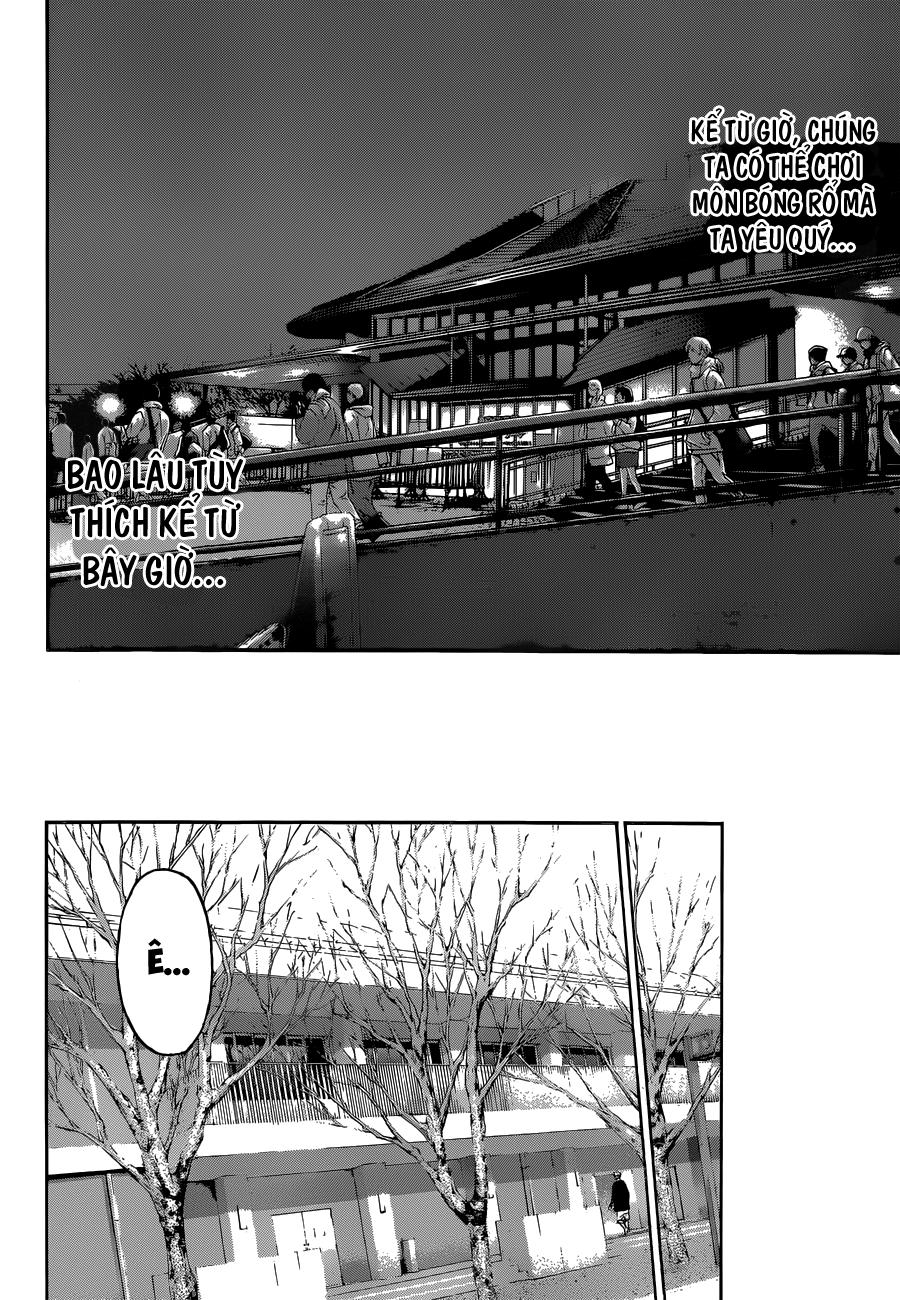 KỂ TỪ GIỜ, CHÚNG
TA CÓ THỂ CHƠI
MÔN BÓNG RỔ MÀ
TA YÊU QUÝ...
BAO LÂU TÙY
THÍCH KỂ TỪ
BÂY GIỜ...
Ê...